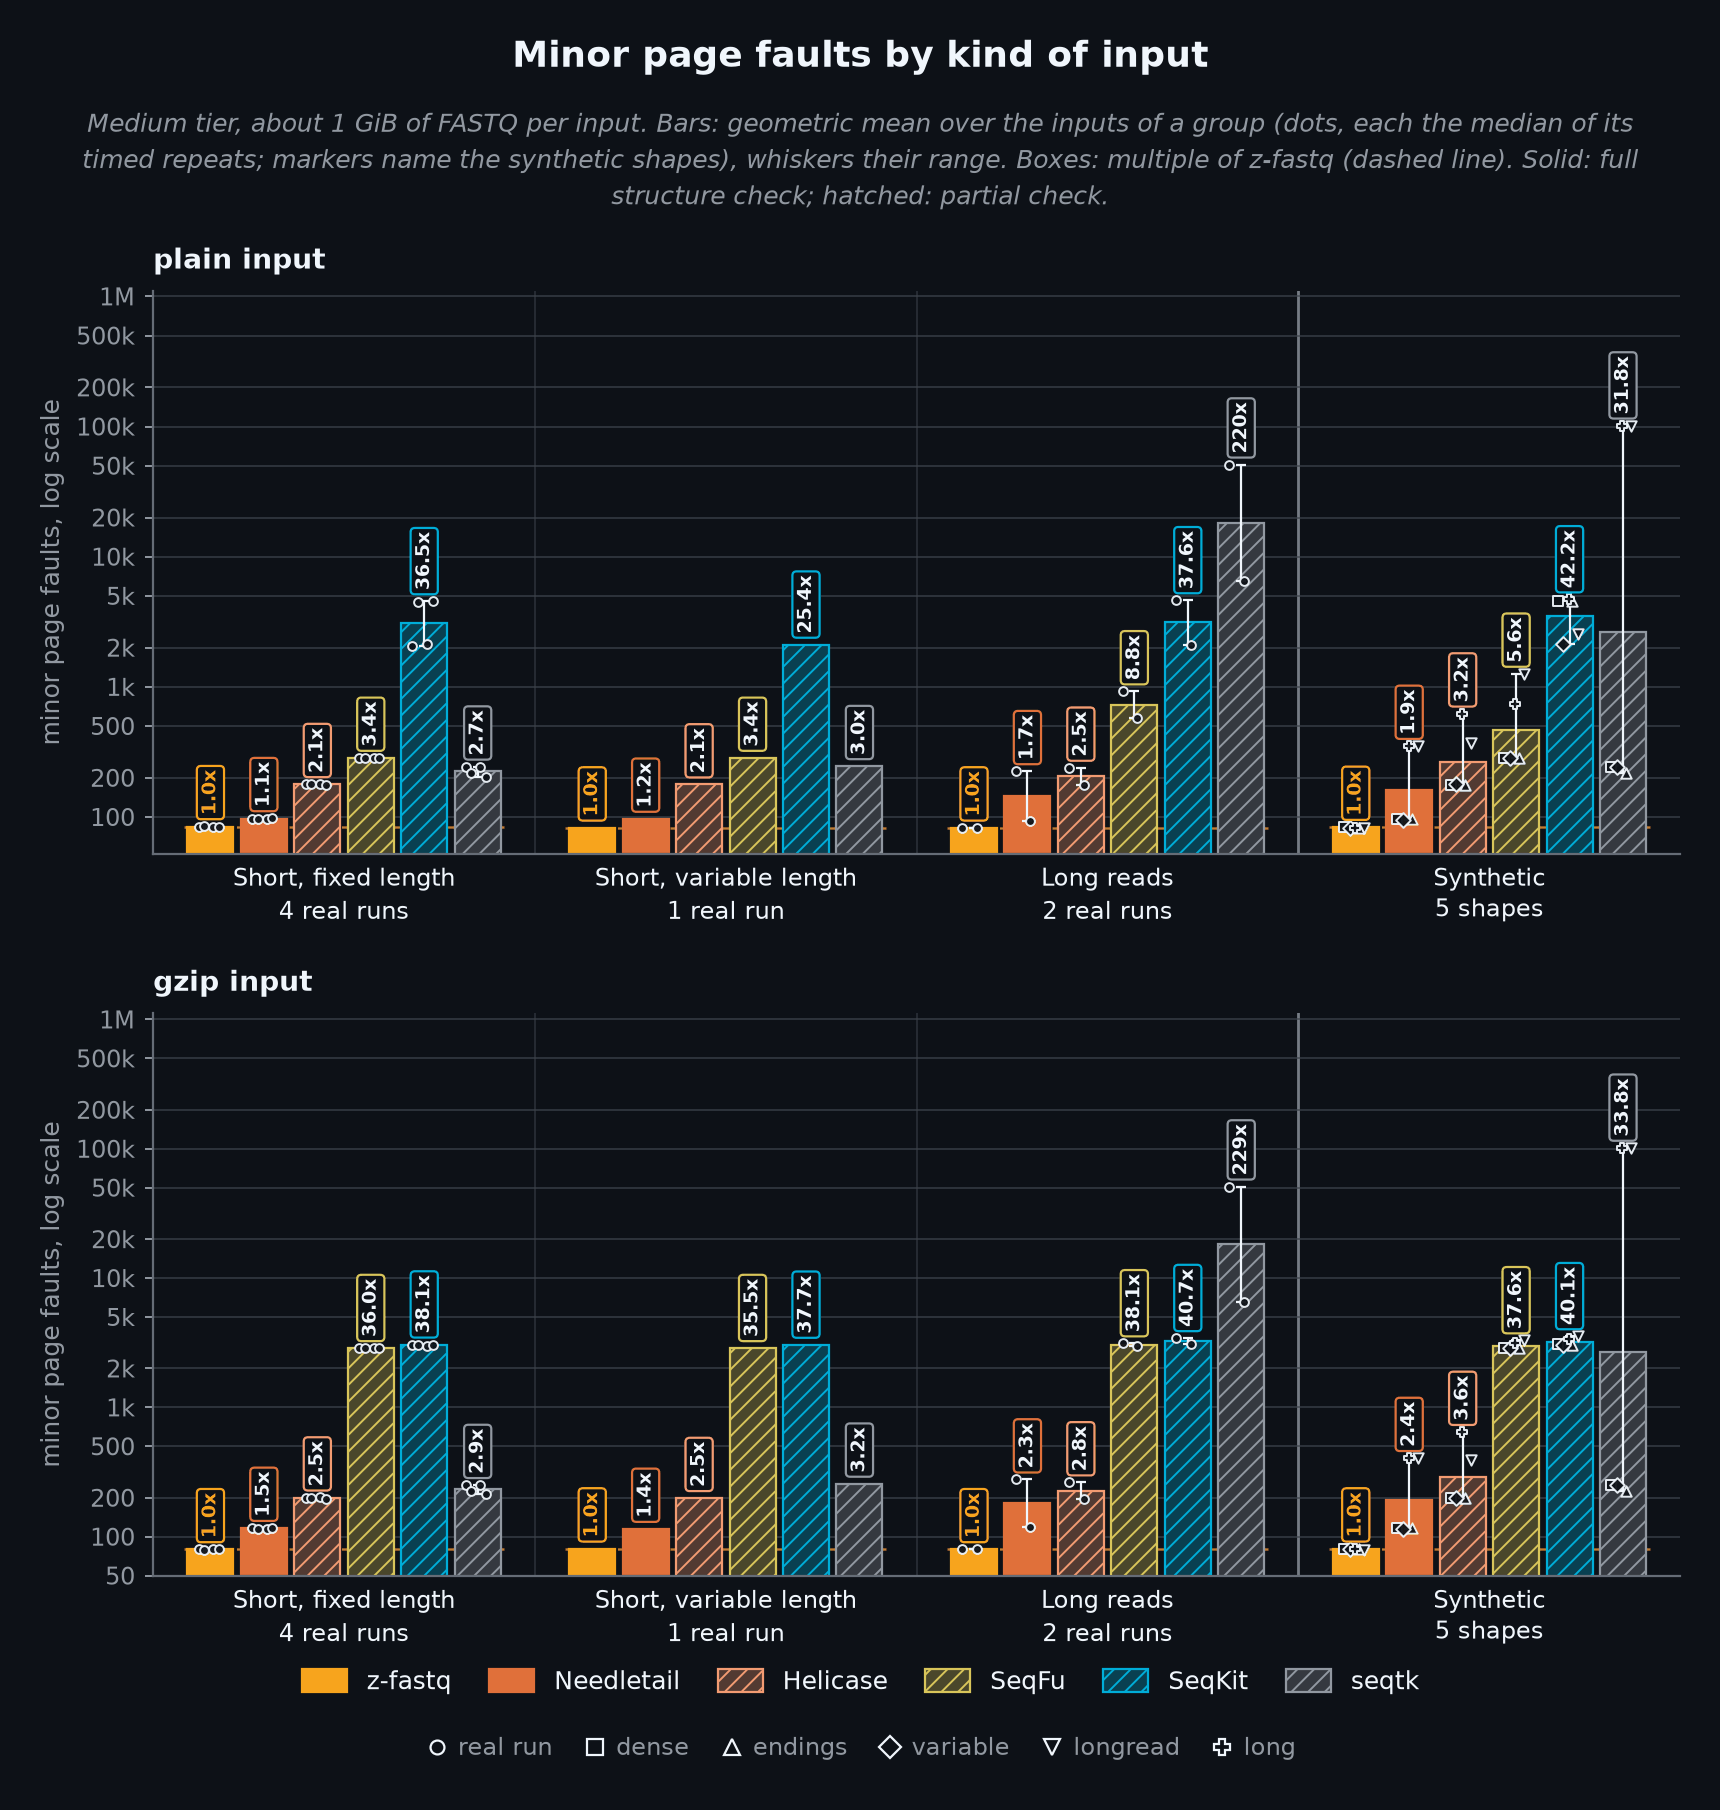 Minor page faults by kind of input
Medium tier, about 1 GiB of FASTQ per input. Bars: geometric mean over the inputs of a group (dots, each the median of its
timed repeats; markers name the synthetic shapes), whiskers their range. Boxes: multiple of z-fastq (dashed line). Solid: full
structure check; hatched: partial check.
plain input
minor page faults, log scale
1M
500k
200k
100k
50k
20k
10k
5k
2k
1k
500
200
100
1.0x
1.1x
2.1x
3.4x
36.5x
2.7x
1.0x
1.2x
2.1x
3.4x
25.4x
3.0x
1.0x
1.7x
2.5x
8.8x
37.6x
220x
1.0x
1.9x
3.2x
5.6x
42.2x
31.8x
Short, fixed length
4 real runs
Short, variable length
1 real run
Long reads
2 real runs
Synthetic
5 shapes
gzip input
minor page faults, log scale
1M
500k
200k
100k
50k
20k
10k
5k
2k
1k
500
200
100
50
1.0x
1.5x
2.5x
36.0x
38.1x
2.9x
1.0x
1.4x
2.5x
35.5x
37.7x
3.2x
1.0x
2.3x
2.8x
38.1x
40.7x
229x
1.0x
2.4x
3.6x
37.6x
40.1x
33.8x
Short, fixed length
4 real runs
Short, variable length
1 real run
Long reads
2 real runs
Synthetic
5 shapes
z-fastq Needletail Helicase SeqFu SeqKit seqtk
real run dense endings variable longread long